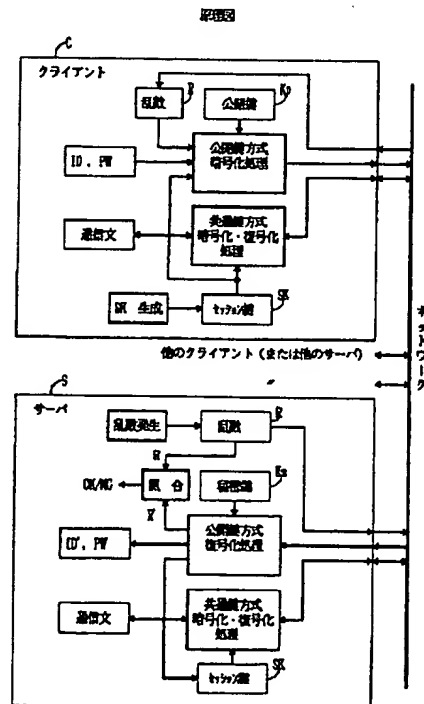 原理図
C
クライアント
乱数
R
公開鍵
Kp
ID, PW
公開鍵方式
暗号化処理
通信文
共通鍵方式
暗号化・復号化
処理
SK 生成
セッション鍵
SK
ネットワーク
他のクライアント(または他のサーバ)
S
サーバ
乱数発生
乱数
R
R
OK/NG
照合
秘密鍵
Ks
R'
ID', PW
公開鍵方式
復号化処理
通信文
共通鍵方式
暗号化・復号化
処理
セッション鍵
SK